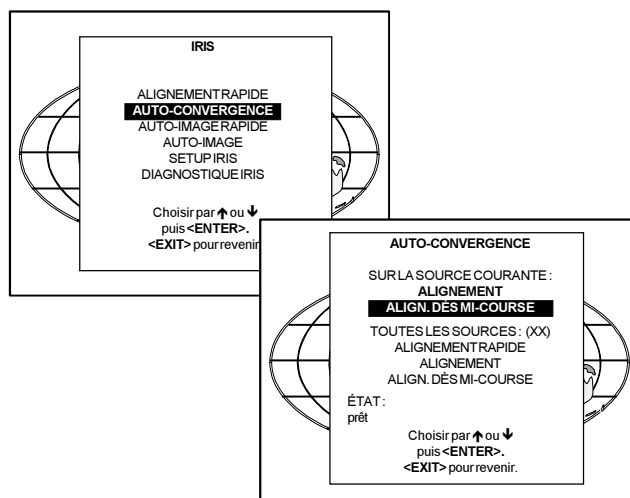 IRIS
ALIGNEMENT RAPIDE
AUTO-CONVERGENCE
AUTO-IMAGE RAPIDE
AUTO-IMAGE
SETUP IRIS
DIAGNOSTIQUE IRIS
Choisir par ↑ ou ↓
puis <ENTER>.
<EXIT> pour revenir
AUTO-CONVERGENCE
SUR LA SOURCE COURANTE :
ALIGNEMENT
ALIGN. DÈS MI-COURSE
TOUTES LES SOURCES : (XX)
ALIGNEMENT RAPIDE
ALIGNEMENT
ALIGN. DÈS MI-COURSE
ÉTAT :
prêt
Choisir par ↑ ou ↓
puis <ENTER>.
<EXIT> pour revenir.